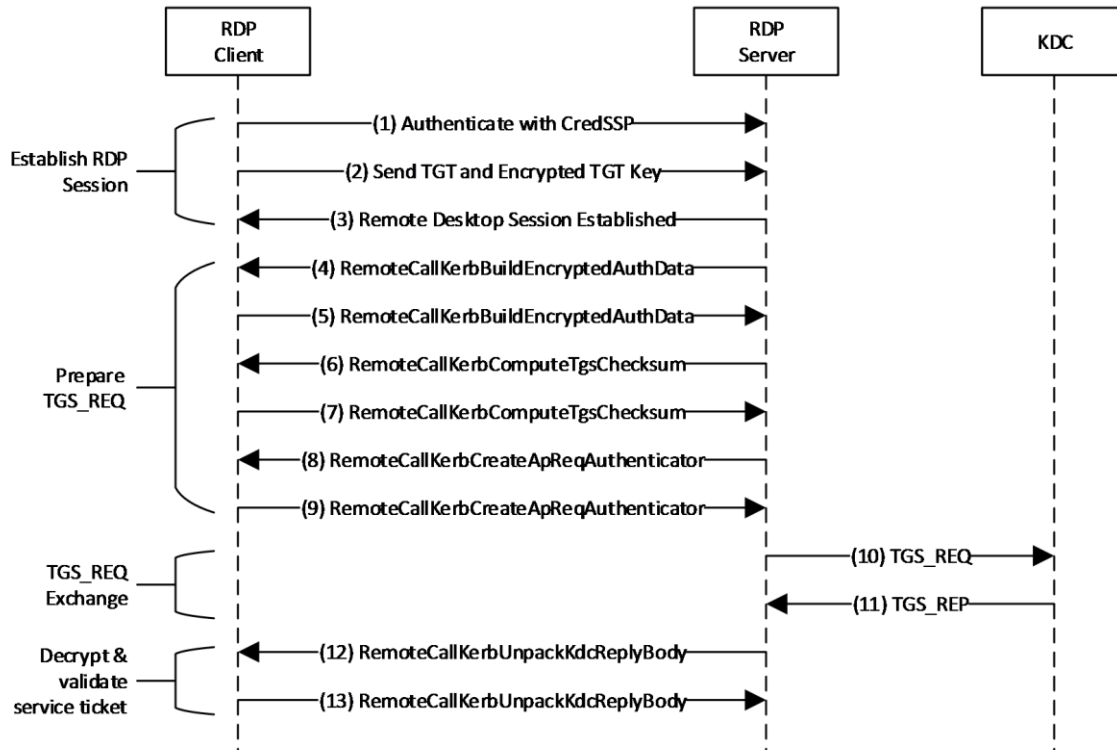 RDP
Client
RDP
Server
KDC
Establish RDP
Session
(1) Authenticate with CredSSP
(2) Send TGT and Encrypted TGT Key
(3) Remote Desktop Session Established
Prepare
TGS_REQ
(4) RemoteCallKerbBuildEncryptedAuthData
(5) RemoteCallKerbBuildEncryptedAuthData
(6) RemoteCallKerbComputeTgsChecksum
(7) RemoteCallKerbComputeTgsChecksum
(8) RemoteCallKerbCreateApReqAuthenticator
(9) RemoteCallKerbCreateApReqAuthenticator
TGS_REQ
Exchange
(10) TGS_REQ
(11) TGS_REP
Decrypt &
validate
service ticket
(12) RemoteCallKerbUnpackKdcReplyBody
(13) RemoteCallKerbUnpackKdcReplyBody